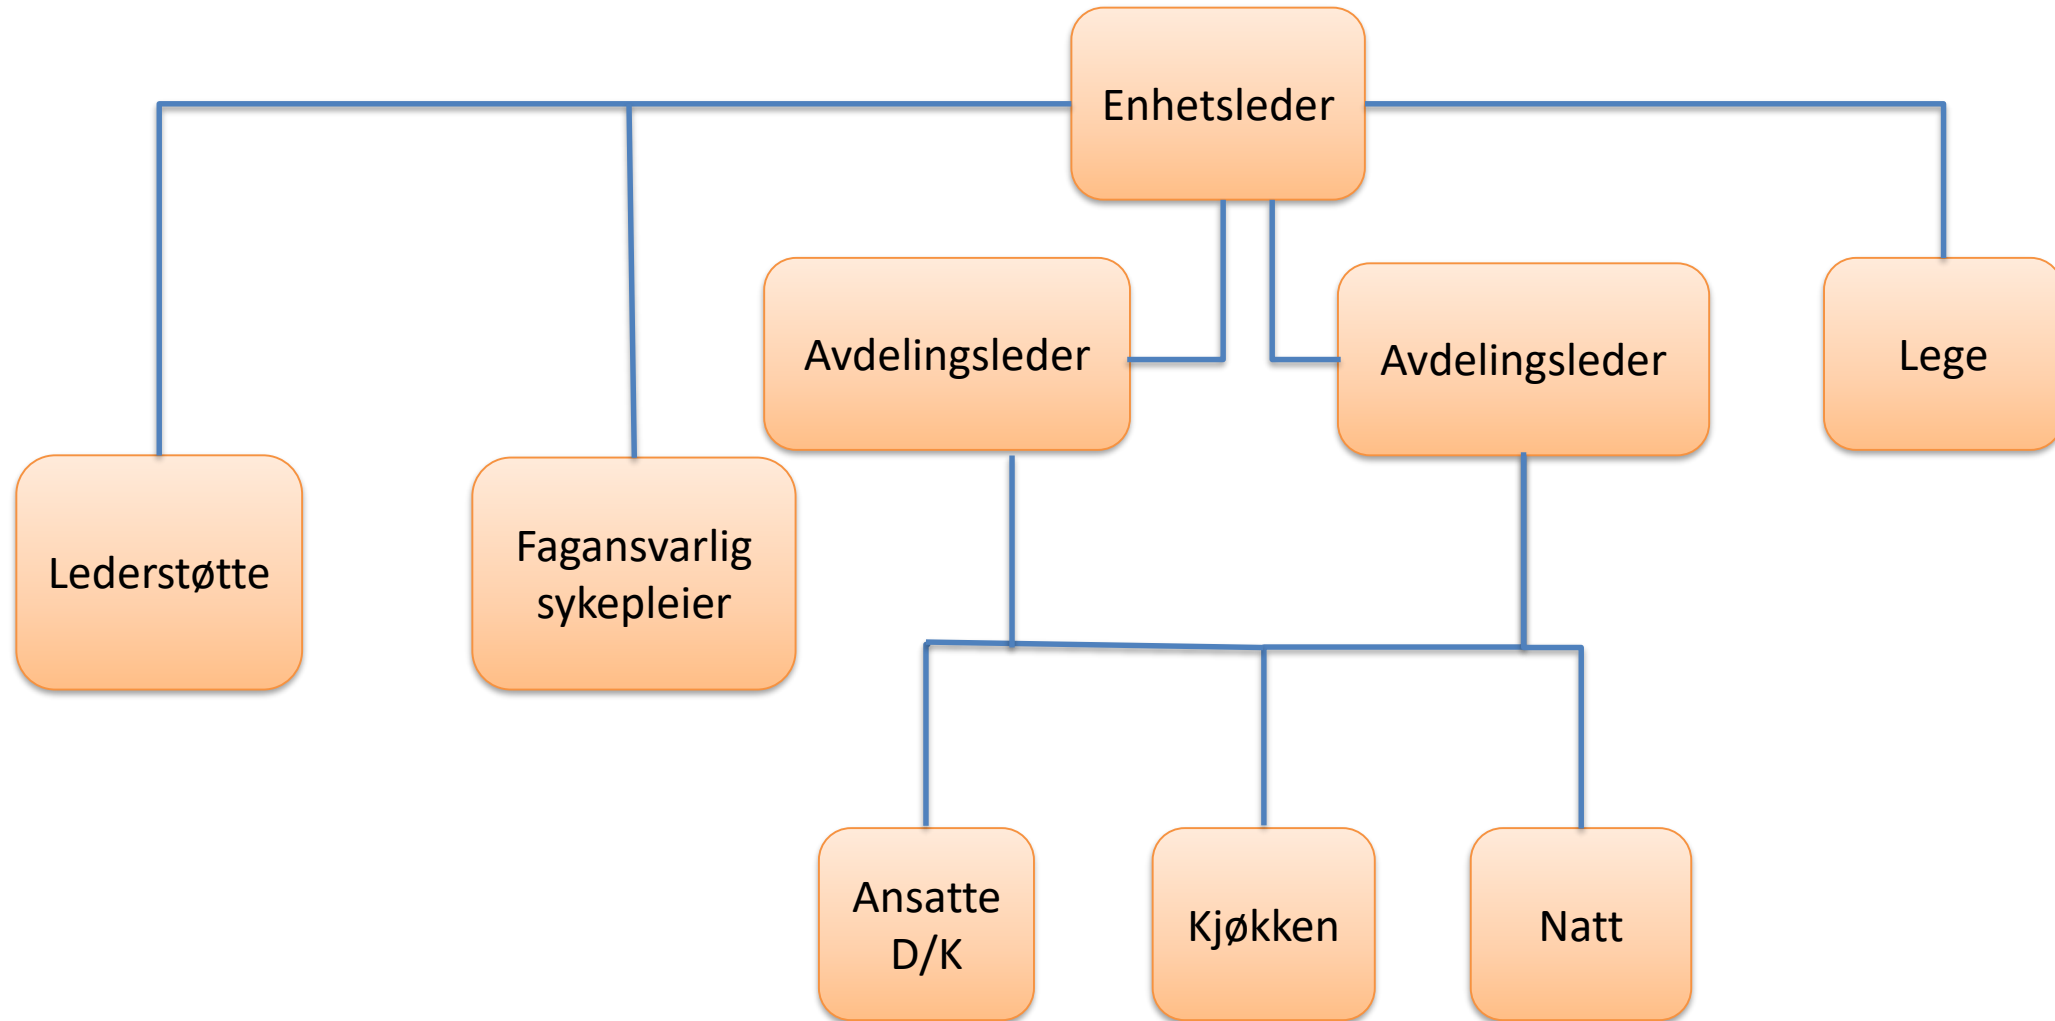 Enhetsleder
Avdelingsleder
Avdelingsleder
Lege
Lederstøtte
Fagansvarlig
sykepleier
Ansatte
D/K
Kjøkken
Natt